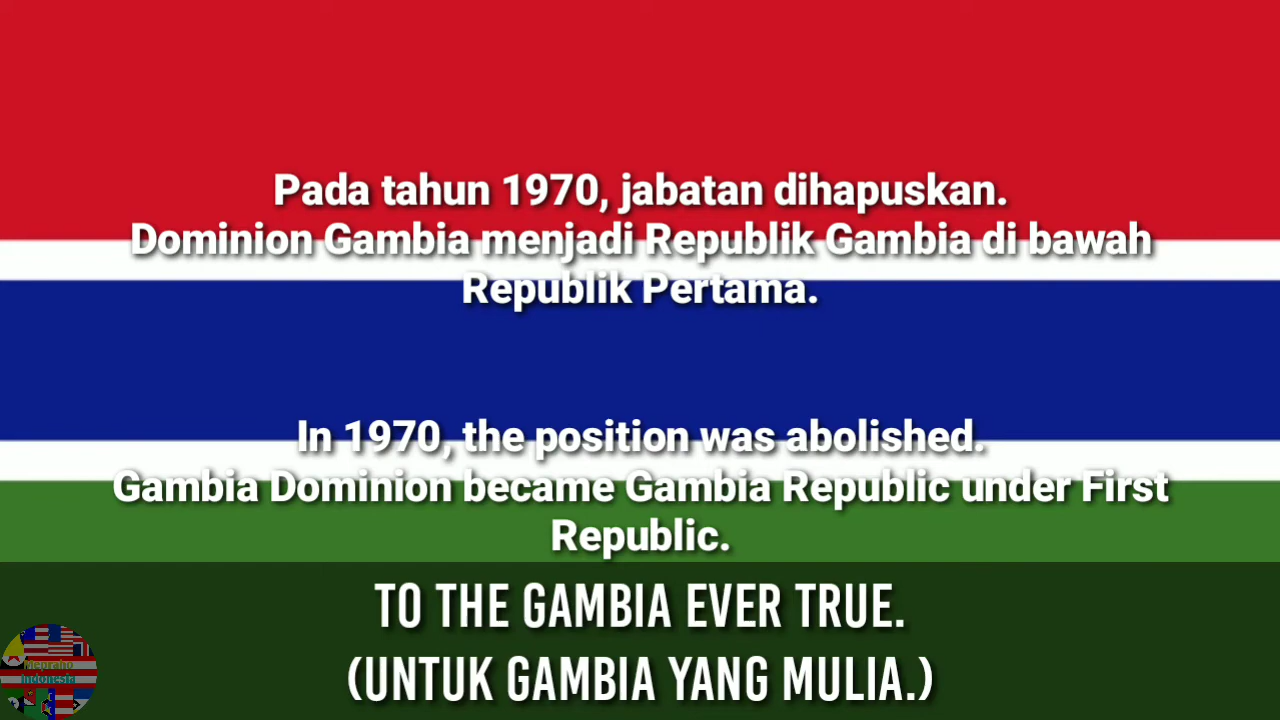 Pada tahun 1970, jabatan dihapuskan.
Dominion Gambia menjadi Republik Gambia di bawah
Republik Pertama.
In 1970, the position was abolished.
Gambia Dominion became Gambia Republic under First
Republic.
TO THE GAMBIA EVER TRUE.
(UNTUK GAMBIA YANG MULIA.)
Indonesia